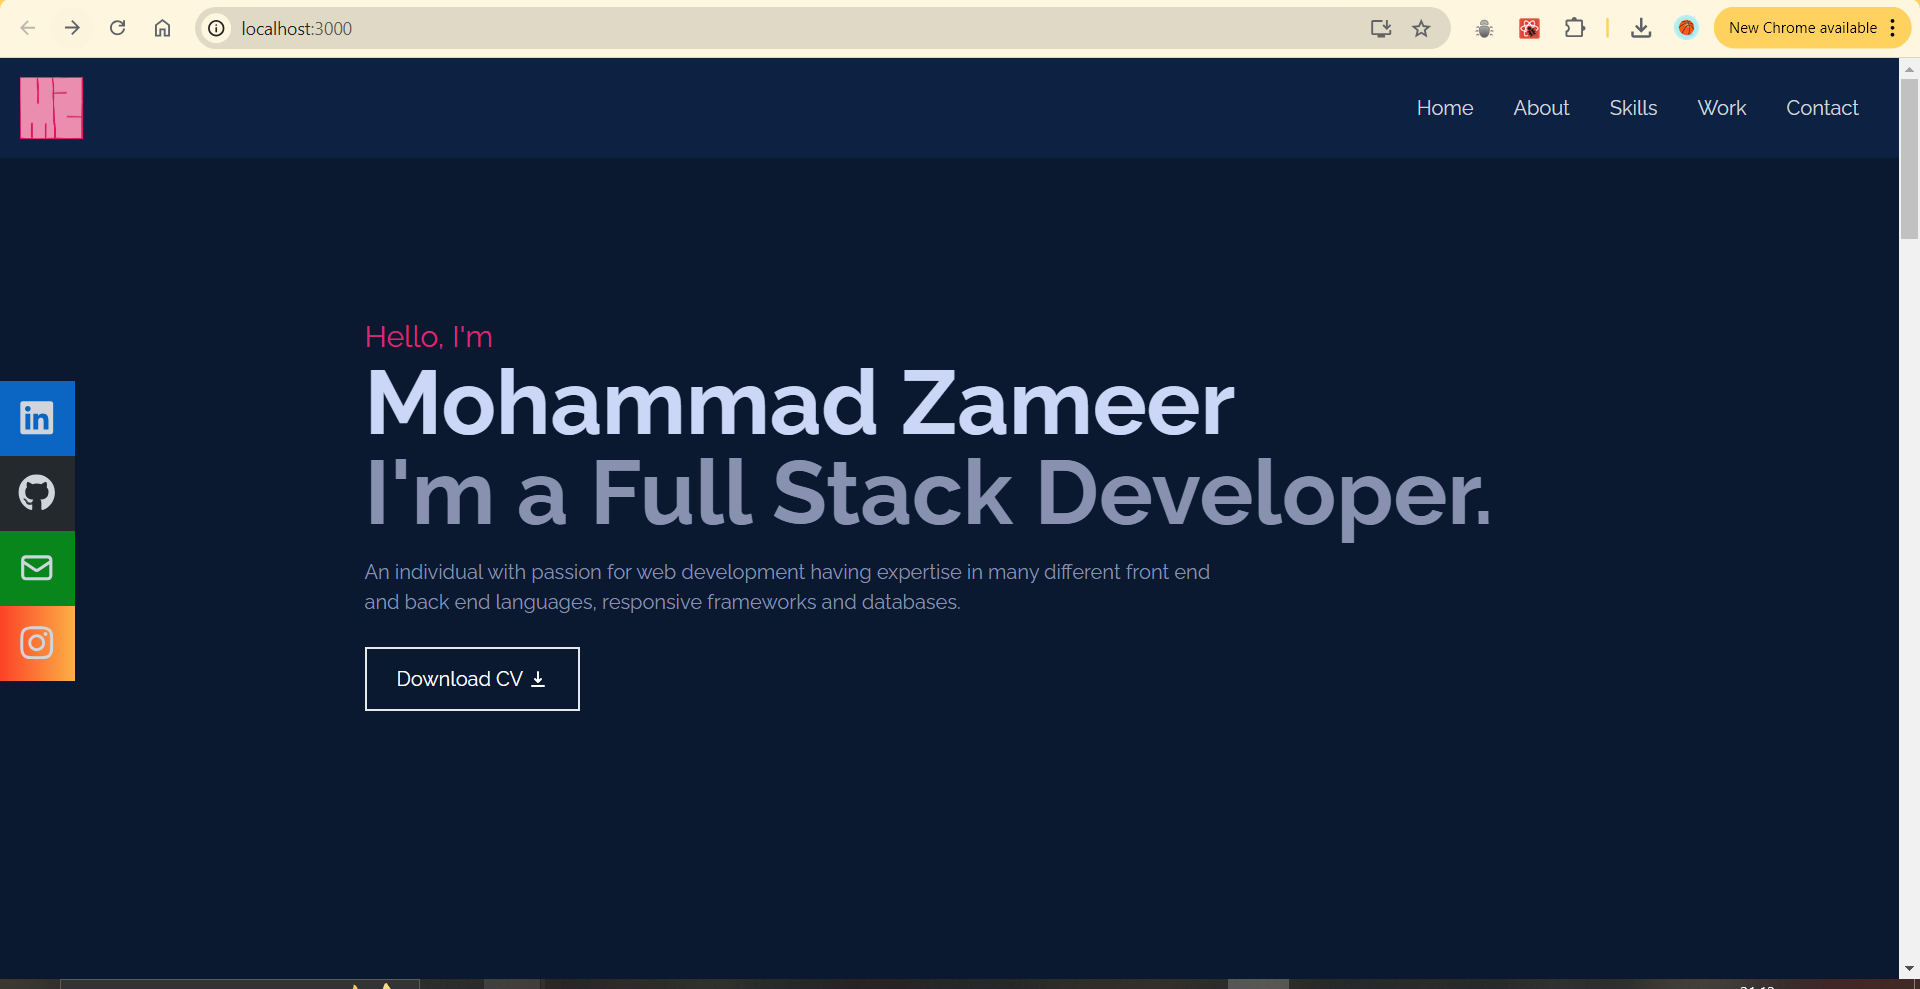 localhost:3000
New Chrome available
MZ
Home
About
Skills
Work
Contact
Hello, I'm
Mohammad Zameer
I'm a Full Stack Developer.
An individual with passion for web development having expertise in many different front end
and back end languages, responsive frameworks and databases.
Download CV
in